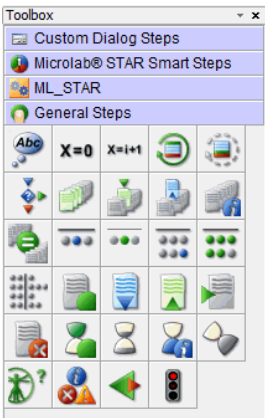 Toolbox
Custom Dialog Steps
Microlab® STAR Smart Steps
ML_STAR
General Steps
Abc X=0 X=i+1
?